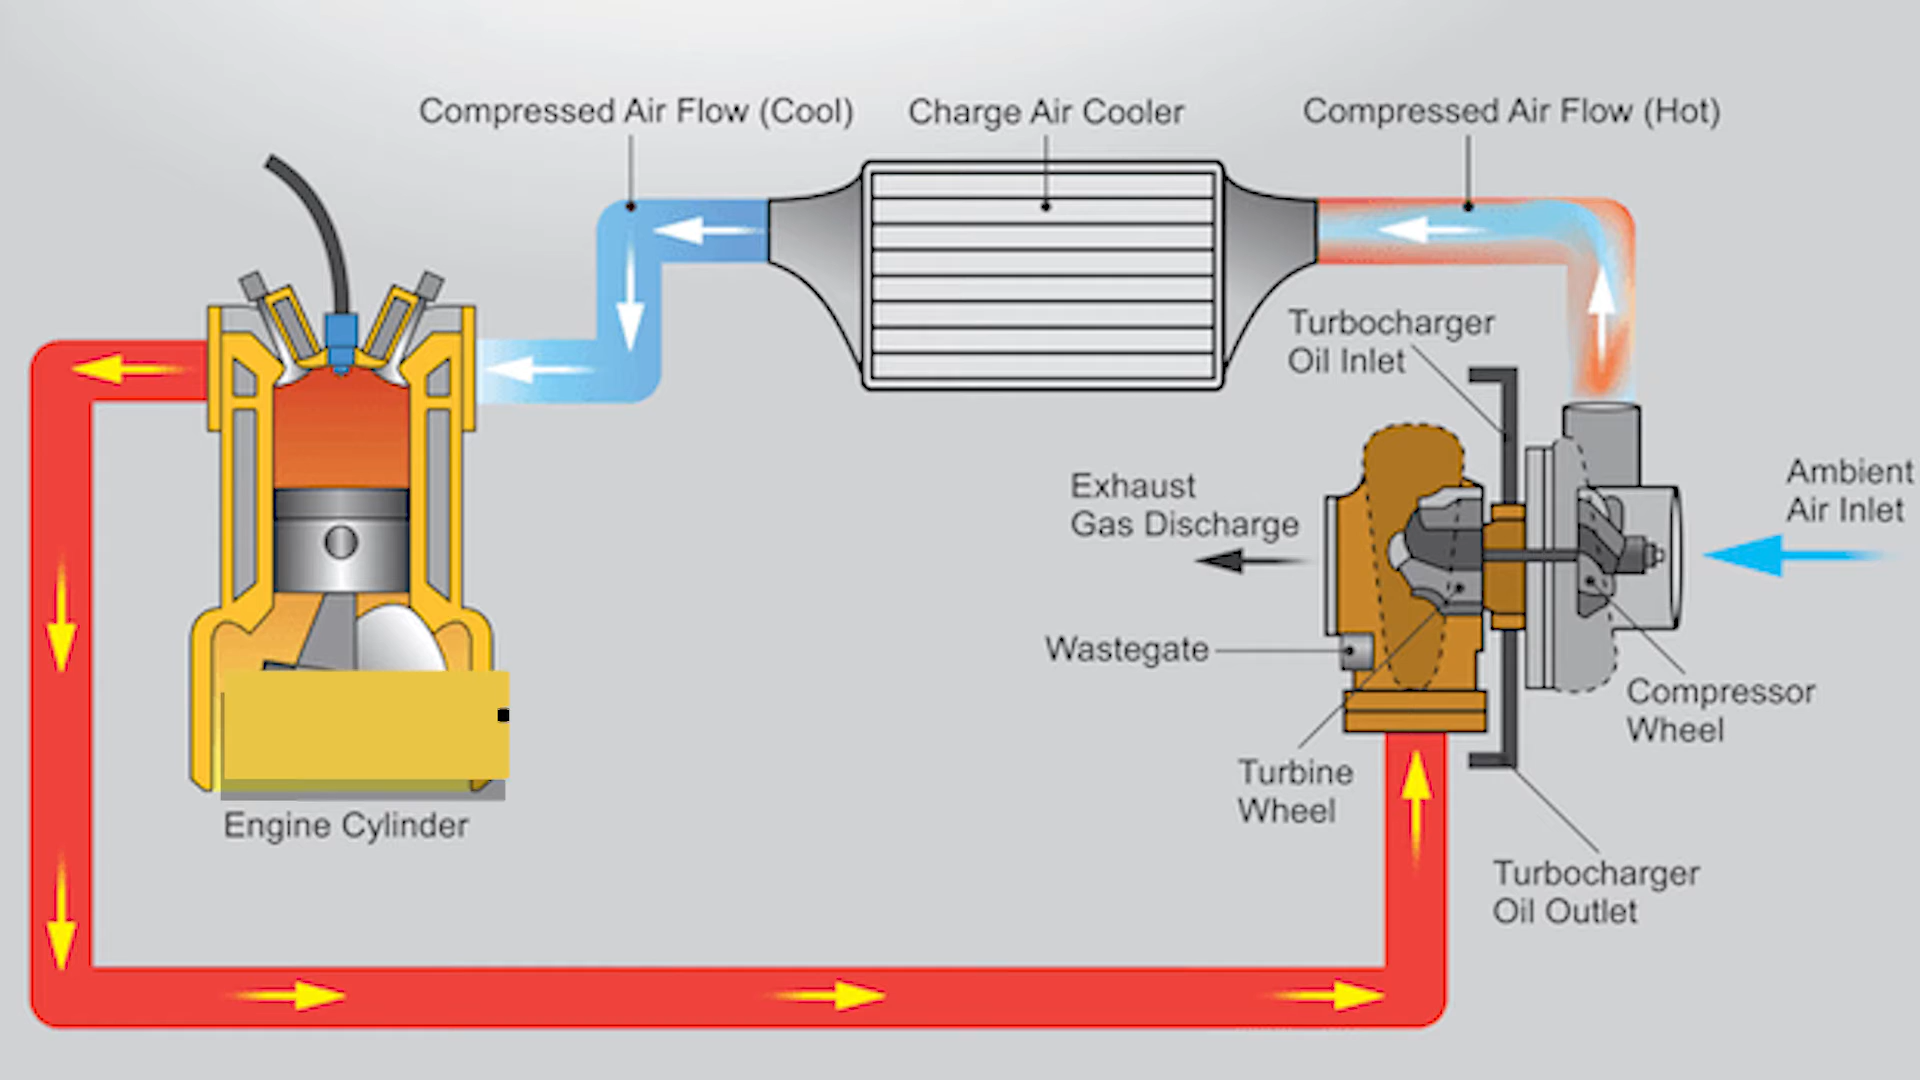 Compressed Air Flow (Cool)
Charge Air Cooler
Compressed Air Flow (Hot)
Turbocharger
Oil Inlet
Exhaust
Gas Discharge
Ambient
Air Inlet
Wastegate
Compressor
Wheel
Turbine
Wheel
Engine Cylinder
Turbocharger
Oil Outlet